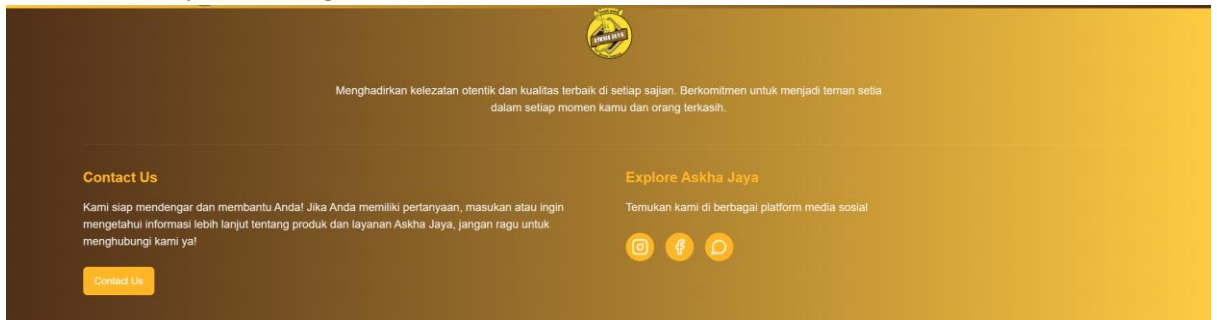 ASKHA JAYA
Menghadirkan kelezatan otentik dan kualitas terbaik di setiap sajian. Berkomitmen untuk menjadi teman setia
dalam setiap momen kamu dan orang terkasih.
Contact Us
Kami siap mendengar dan membantu Anda! Jika Anda memiliki pertanyaan, masukan atau ingin
mengetahui informasi lebih lanjut tentang produk dan layanan Askha Jaya, jangan ragu untuk
menghubungi kami ya!
Contact Us
Explore Askha Jaya
Temukan kami di berbagai platform media sosial